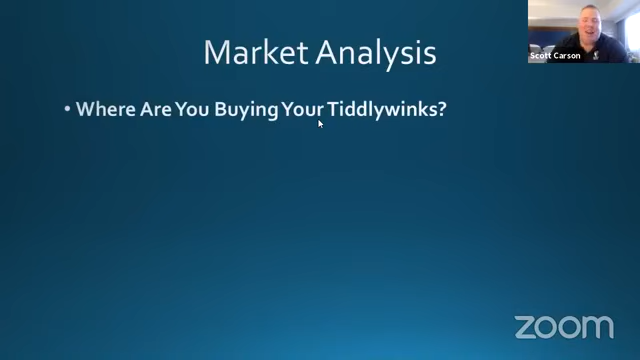 Scott Carson
Market Analysis
• Where Are You Buying Your Tiddlywinks?
zoom